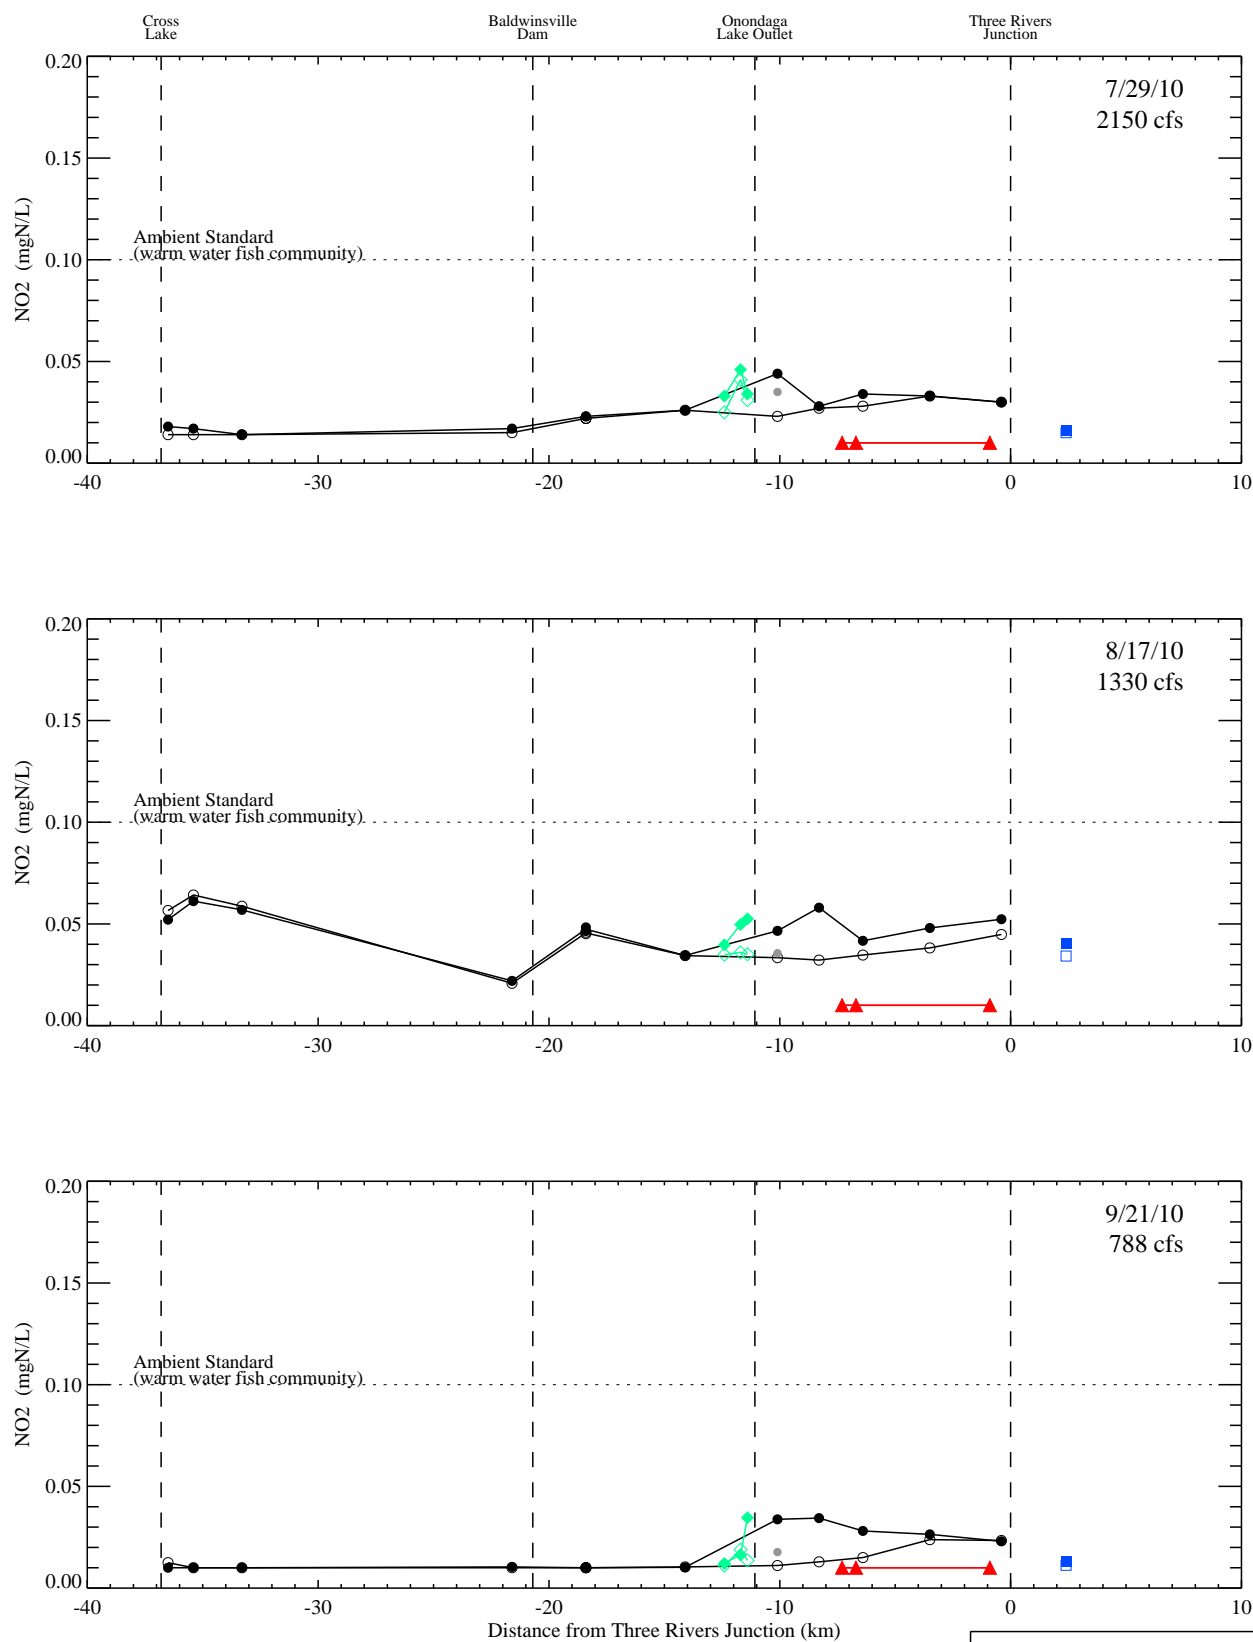 Cross Baldwinsville Onondaga Three Rivers
Lake Dam Lake Outlet Junction
0.20
7/29/10
2150 cfs
0.15
NO2 (mgN/L)
Ambient Standard
(warm water fish community)
0.10
0.05
0.00
-40 -30 -20 -10 0 10
0.20
8/17/10
1330 cfs
0.15
NO2 (mgN/L)
Ambient Standard
(warm water fish community)
0.10
0.05
0.00
-40 -30 -20 -10 0 10
0.20
9/21/10
788 cfs
0.15
NO2 (mgN/L)
Ambient Standard
(warm water fish community)
0.10
0.05
0.00
-40 -30 -20 -10 0 10
Distance from Three Rivers Junction (km)